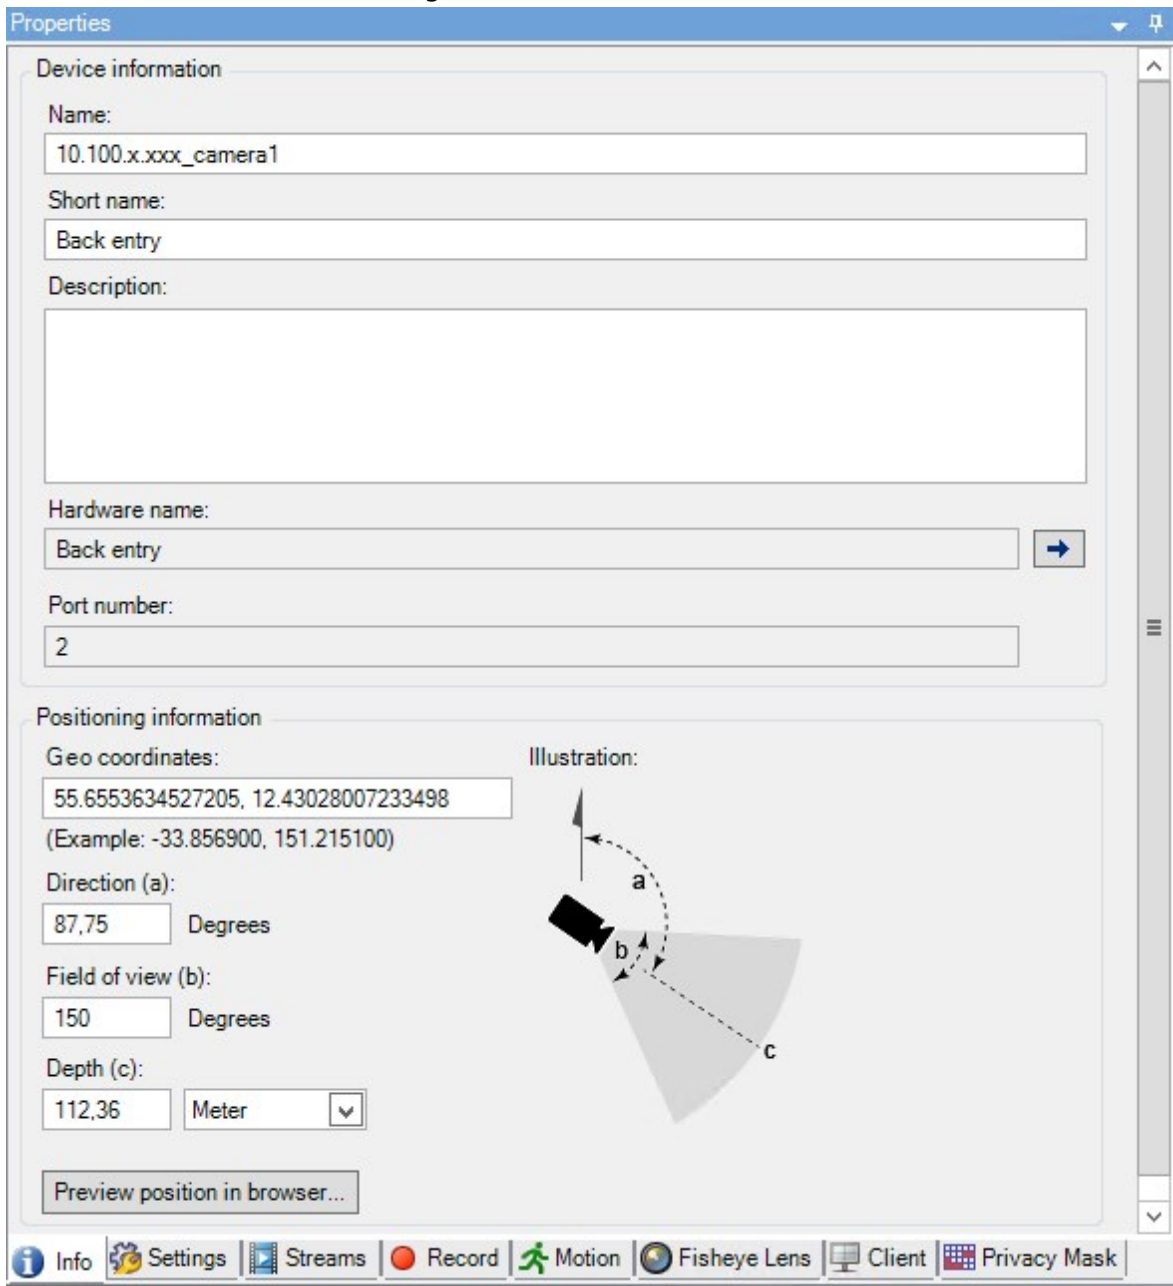 Properties
Device information
Name:
10.100.x.xxx_camera1
Short name:
Back entry
Description:
Hardware name:
Back entry
Port number:
2
Positioning information
Geo coordinates:
Illustration:
55.6553634527205, 12.43028007233498
(Example: -33.856900, 151.215100)
Direction (a):
a
87,75 Degrees
b
Field of view (b):
150 Degrees
c
Depth (c):
112,36 Meter
Preview position in browser...
Info Settings Streams Record Motion Fisheye Lens Client Privacy Mask